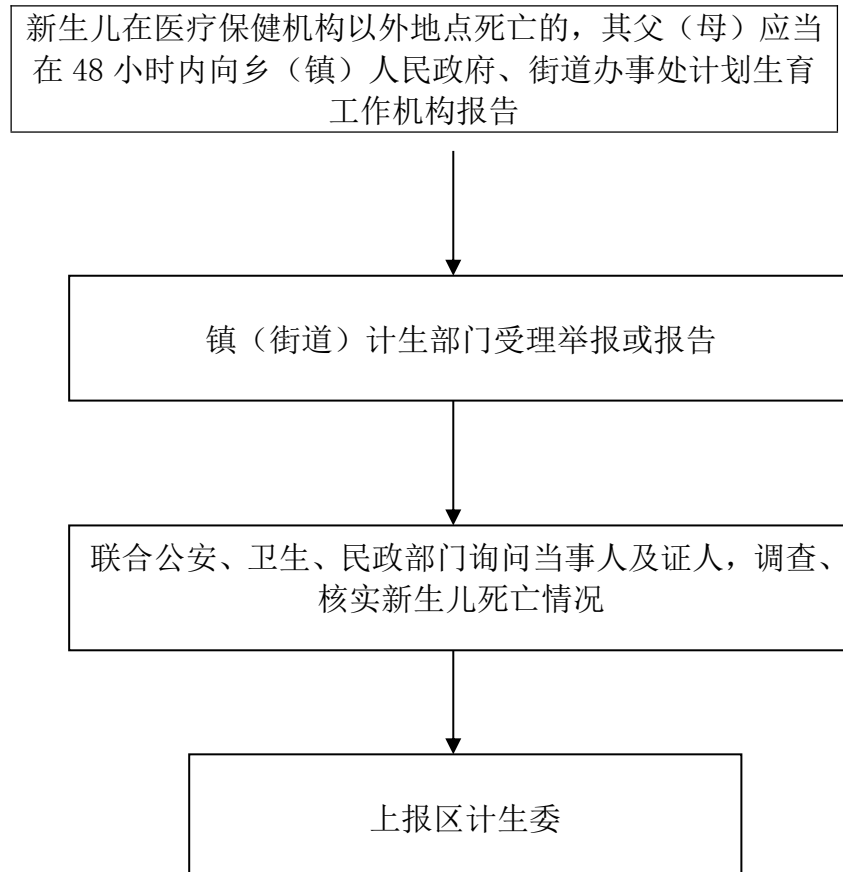 新生儿在医疗保健机构以外地点死亡的，其父（母）应当
在 48 小时内向乡（镇）人民政府、街道办事处计划生育
工作机构报告
镇（街道）计生部门受理举报或报告
联合公安、卫生、民政部门询问当事人及证人，调查、
核实新生儿死亡情况
上报区计生委